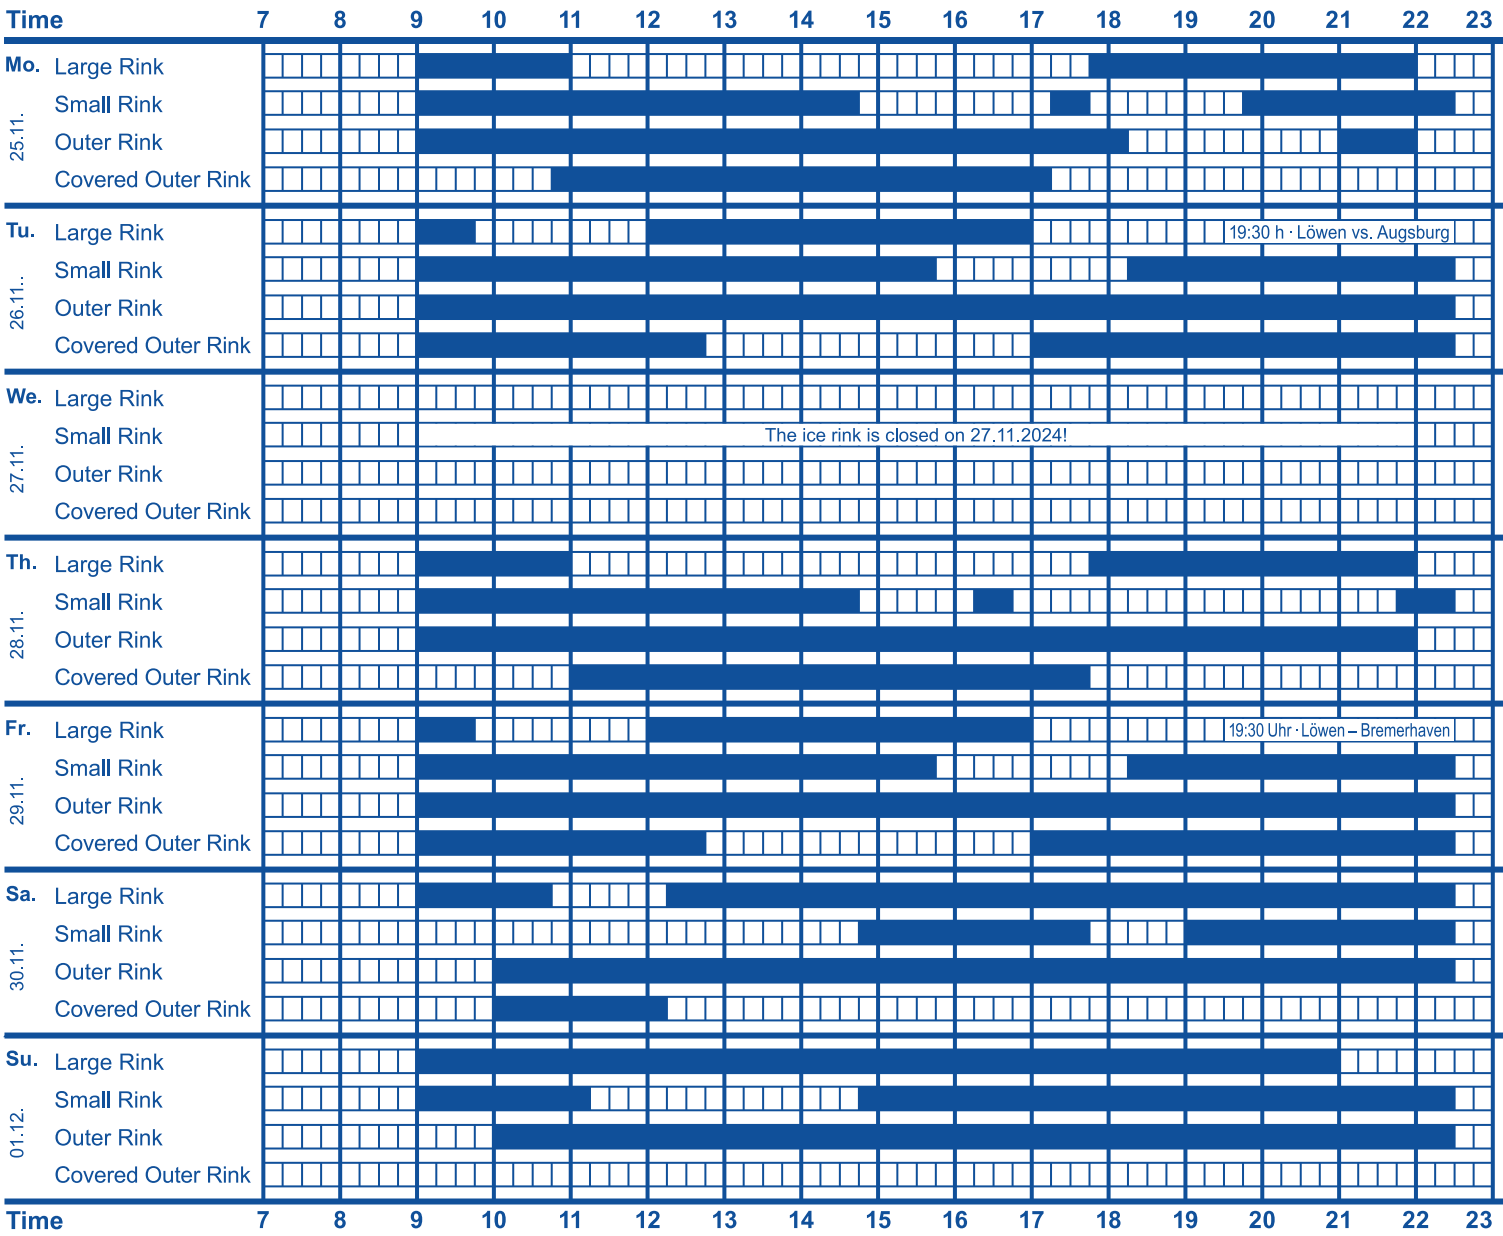 Time 7 8 9 10 11 12 13 14 15 16 17 18 19 20 21 22 23
Mo. Large Rink
Small Rink
25.11.
Outer Rink
Covered Outer Rink
Tu. Large Rink 19:30 h · Löwen vs. Augsburg
Small Rink
26.11..
Outer Rink
Covered Outer Rink
We. Large Rink
Small Rink The ice rink is closed on 27.11.2024!
27.11.
Outer Rink
Covered Outer Rink
Th. Large Rink
Small Rink
28.11.
Outer Rink
Covered Outer Rink
Fr. Large Rink 19:30 Uhr · Löwen – Bremerhaven
Small Rink
29.11.
Outer Rink
Covered Outer Rink
Sa. Large Rink
Small Rink
30.11.
Outer Rink
Covered Outer Rink
Su. Large Rink
Small Rink
01.12.
Outer Rink
Covered Outer Rink
Time 7 8 9 10 11 12 13 14 15 16 17 18 19 20 21 22 23